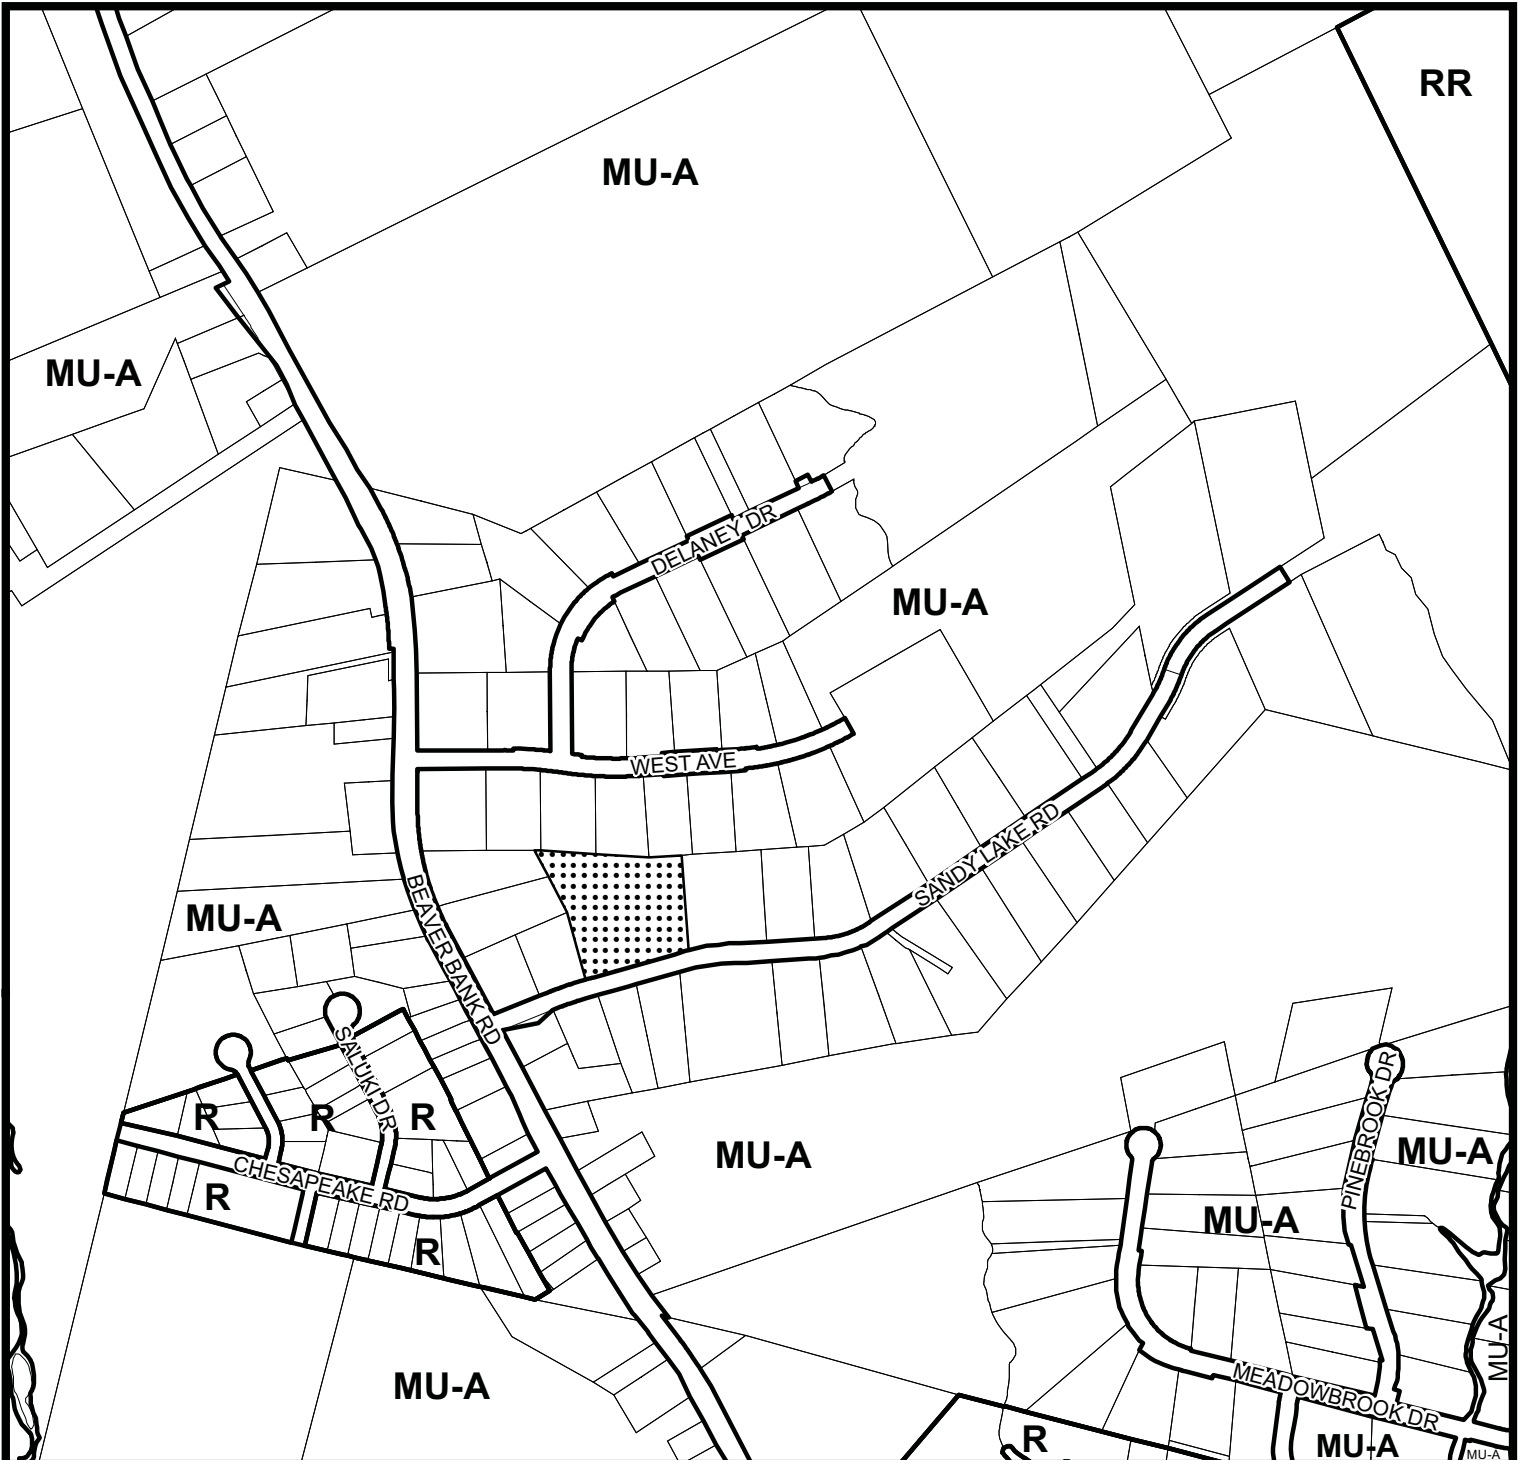 RR
MU-A
MU-A
DELANEY DR
MU-A
WEST AVE
SANDY LAKE RD
BEAVER BANK RD
MU-A
SALUKI DR
R
R
R
CHESAPEAKE RD
R
R
MU-A
PINEBROOK DR
MU-A
MU-A
MU-A
MU-A
MEADOWBROOK DR
R
MU-A
MU-A